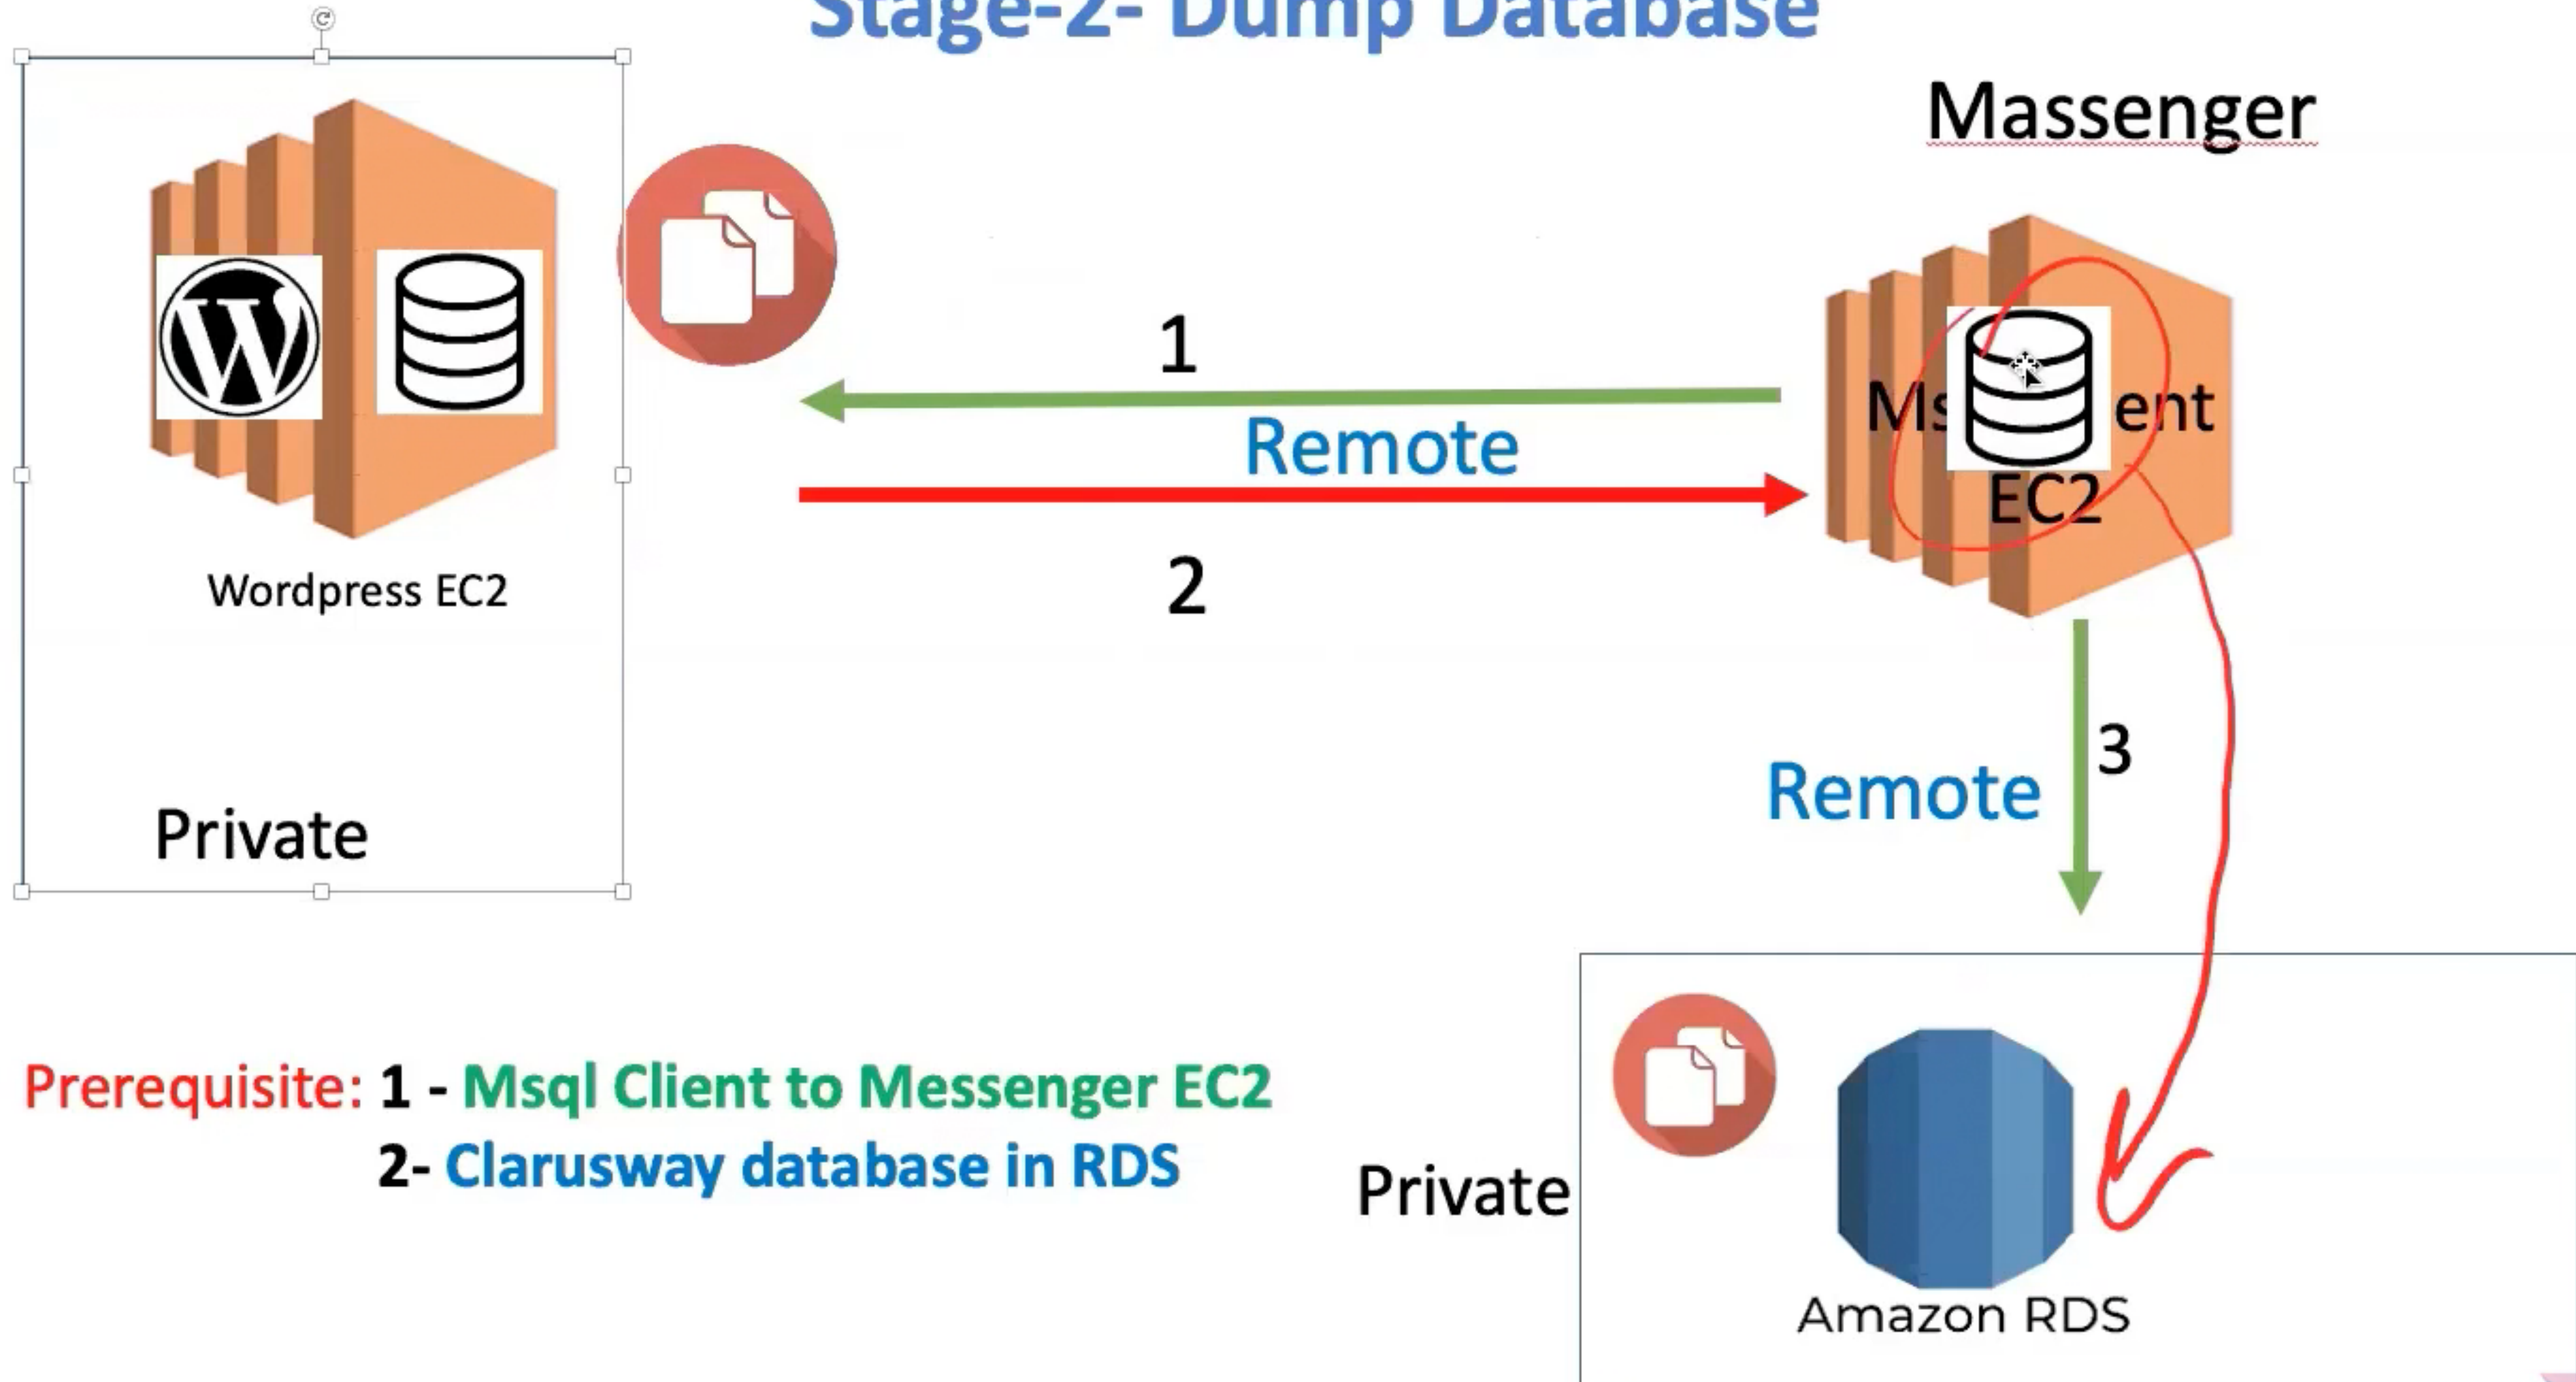 Stage-2- Dump Database
Massenger
1
Remote
2
EC2
Wordpress EC2
3
Remote
Private
Prerequisite: 1 - Msql Client to Messenger EC2
2- Clarusway database in RDS
Private
Amazon RDS